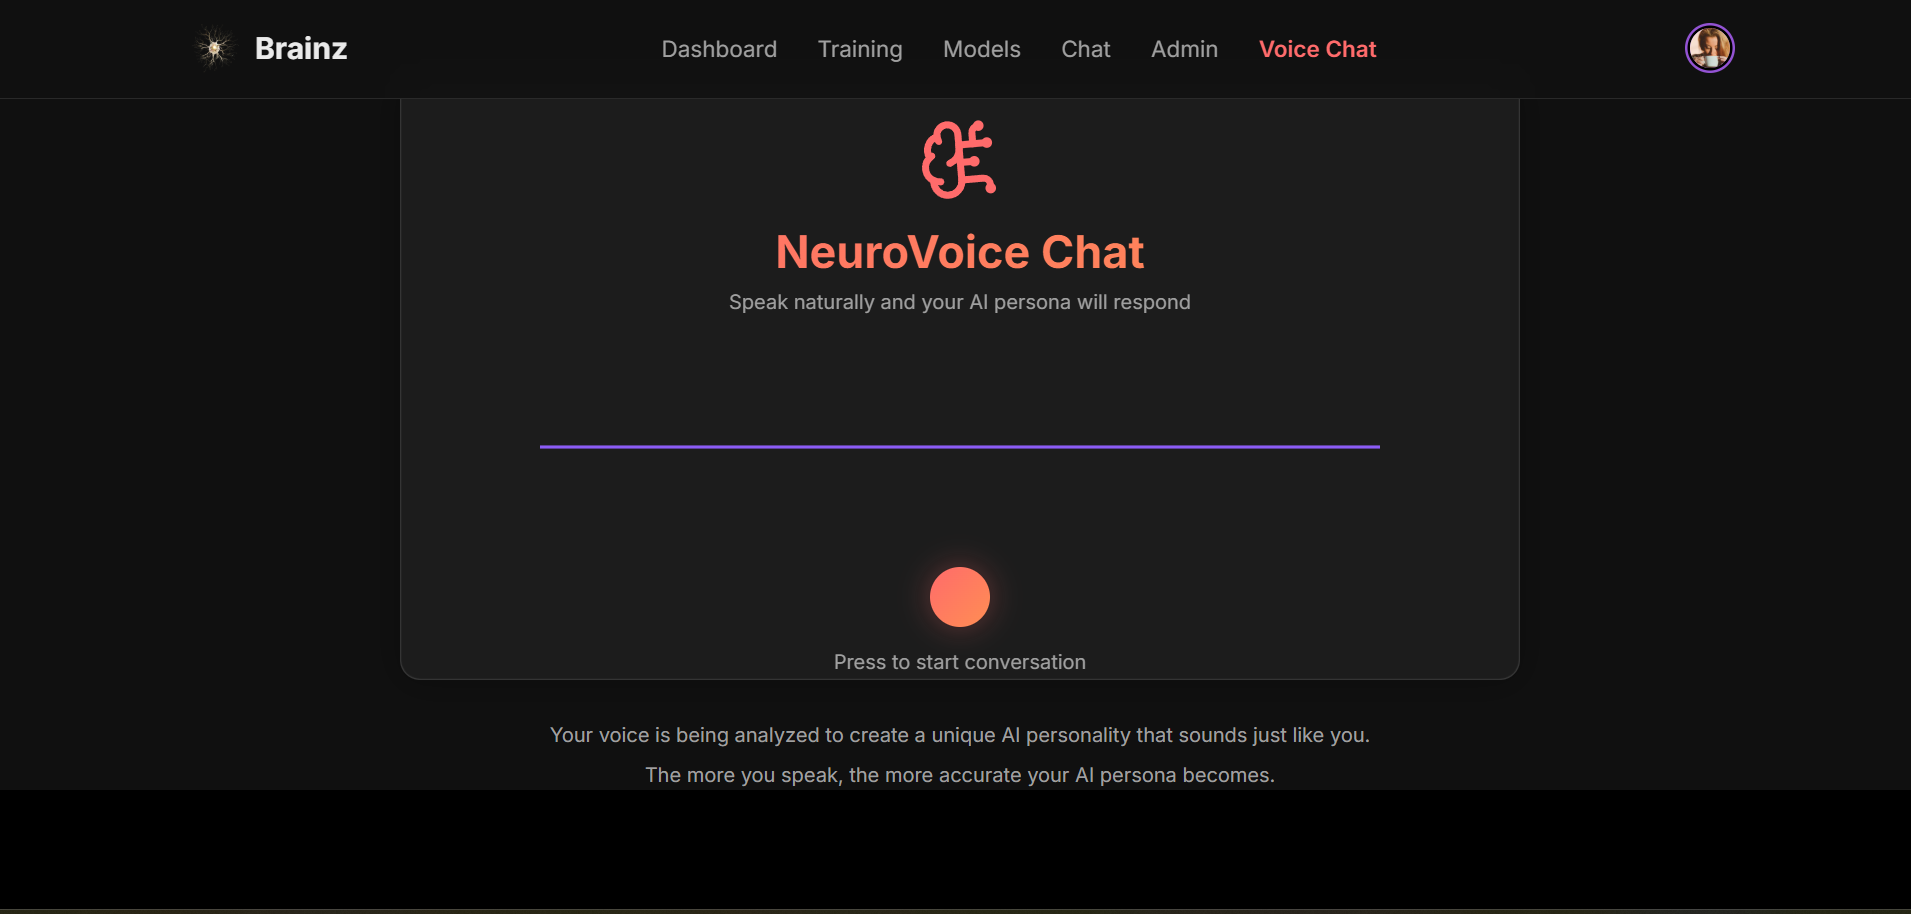 Brainz
Dashboard Training Models Chat Admin Voice Chat
NeuroVoice Chat
Speak naturally and your AI persona will respond
Press to start conversation
Your voice is being analyzed to create a unique AI personality that sounds just like you.
The more you speak, the more accurate your AI persona becomes.